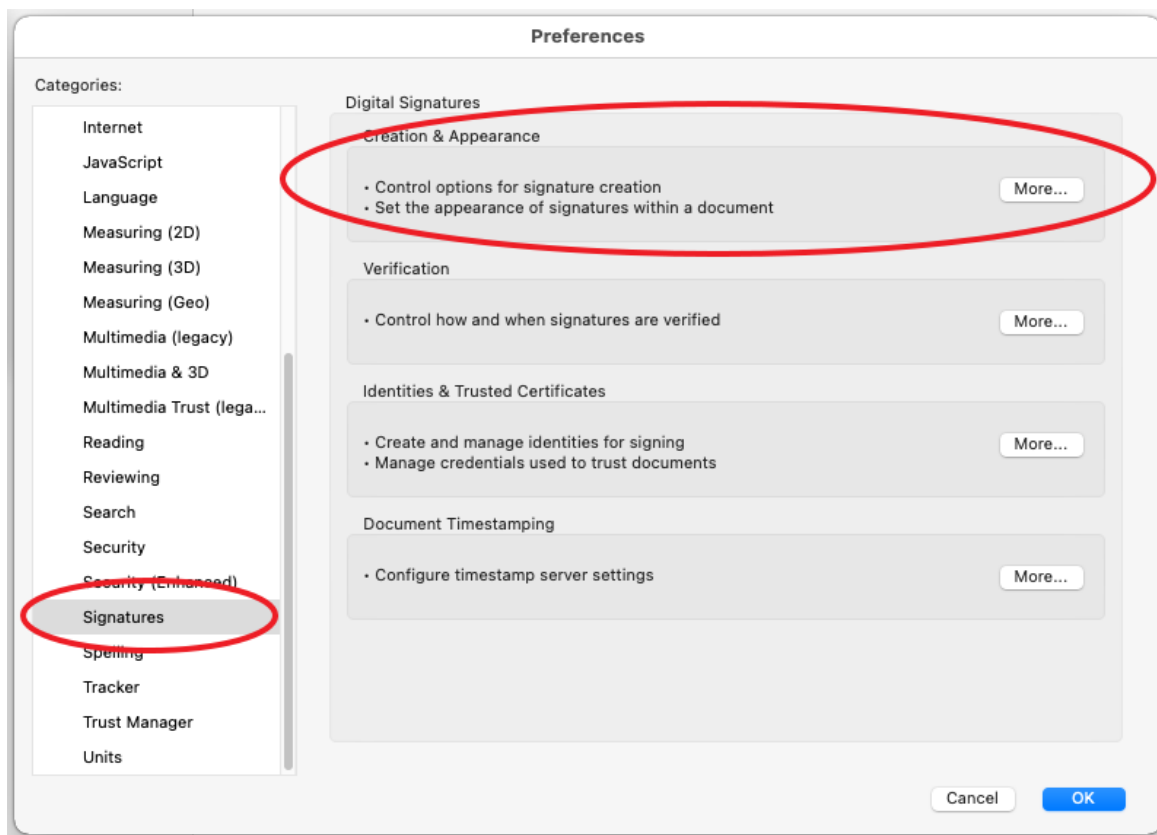 Preferences
Categories:
Internet
JavaScript
Language
Measuring (2D)
Measuring (3D)
Measuring (Geo)
Multimedia (legacy)
Multimedia & 3D
Multimedia Trust (lega...
Reading
Reviewing
Search
Security
Security (Enhanced)
Signatures
Spelling
Tracker
Trust Manager
Units
Digital Signatures
Creation & Appearance
• Control options for signature creation
• Set the appearance of signatures within a document
More...
Verification
• Control how and when signatures are verified
More...
Identities & Trusted Certificates
• Create and manage identities for signing
• Manage credentials used to trust documents
More...
Document Timestamping
• Configure timestamp server settings
More...
Cancel
OK